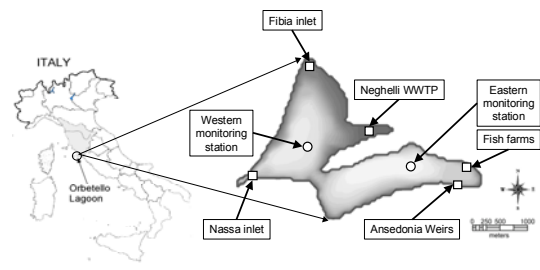 Fibia inlet
ITALY
Neghelli WWTP
Eastern
monitoring
station
Western
monitoring
station
Fish farms
Orbetello
Lagoon
Nassa inlet
Ansedonia Weirs
0 250 500 1000
meters